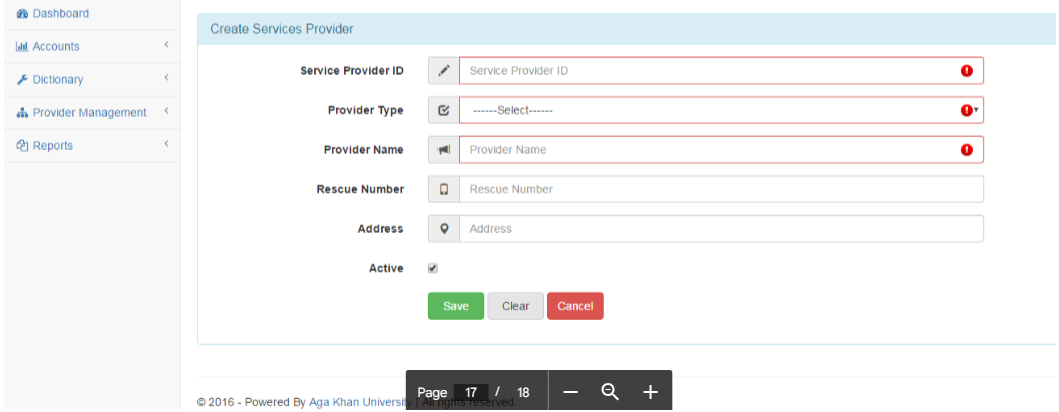 Dashboard
Accounts
Dictionary
Provider Management
Reports
Create Services Provider
Service Provider ID Service Provider ID
Provider Type ------Select------
Provider Name Provider Name
Rescue Number Rescue Number
Address Address
Active
Save Clear Cancel
© 2016 - Powered By Aga Khan University | All rights reserved.
Page 17 / 18